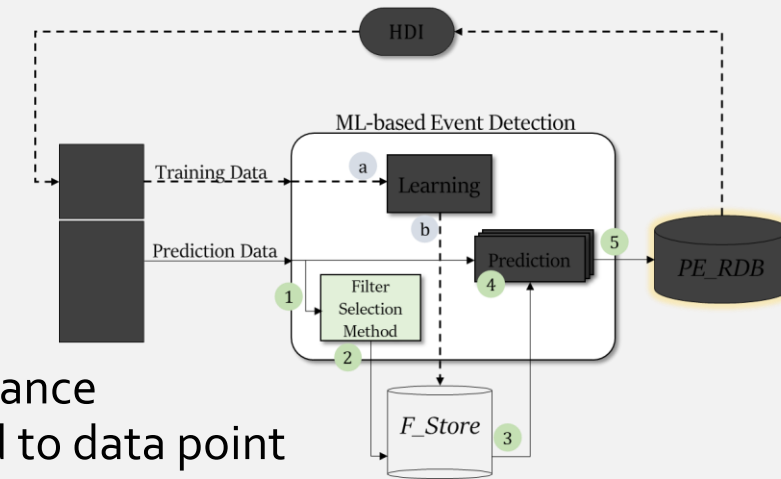 HDI
ML-based Event Detection
Training Data
a
Learning
b
Prediction Data
Prediction
5
PE_RDB
1
4
Filter
Selection
Method
2
ance
to data point
F_Store
3